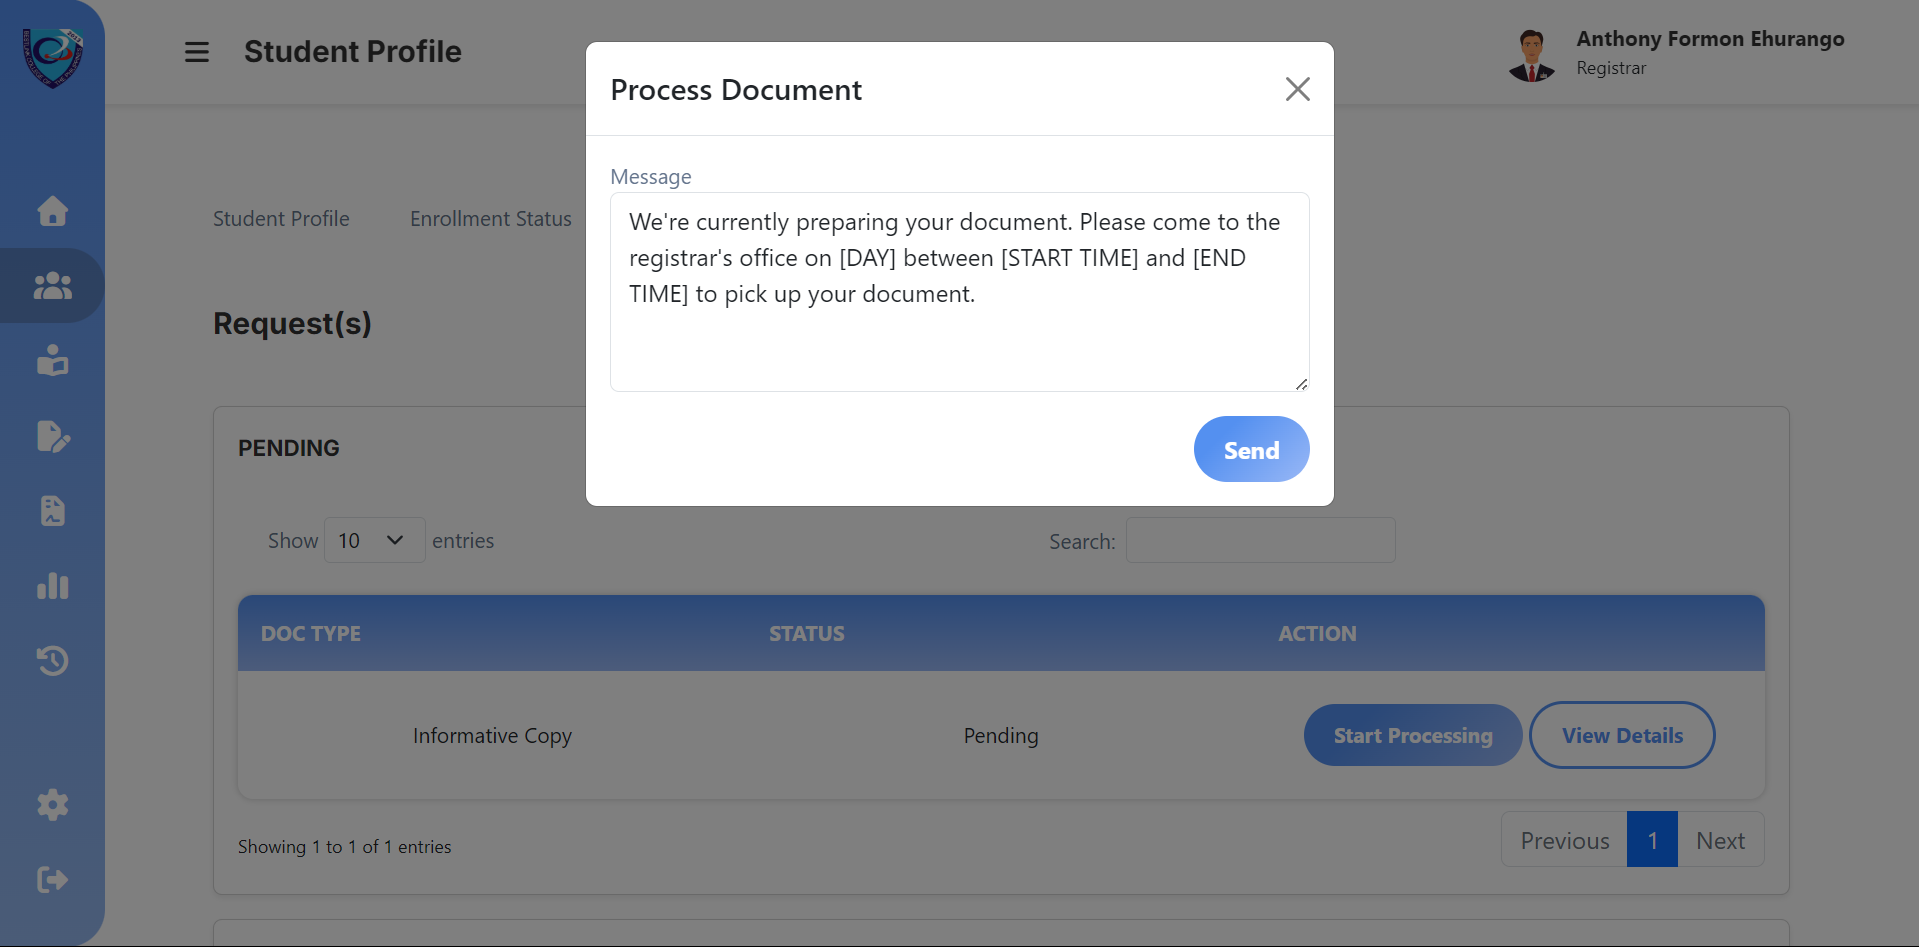 Student Profile
Anthony Formon Ehurango
Registrar
Process Document
Message
We're currently preparing your document. Please come to the
registrar's office on [DAY] between [START TIME] and [END
TIME] to pick up your document.
Send
Student Profile
Enrollment Status
Request(s)
PENDING
Show 10 entries
Search:
DOC TYPE
STATUS
ACTION
Informative Copy
Pending
Start Processing
View Details
Showing 1 to 1 of 1 entries
Previous
1
Next